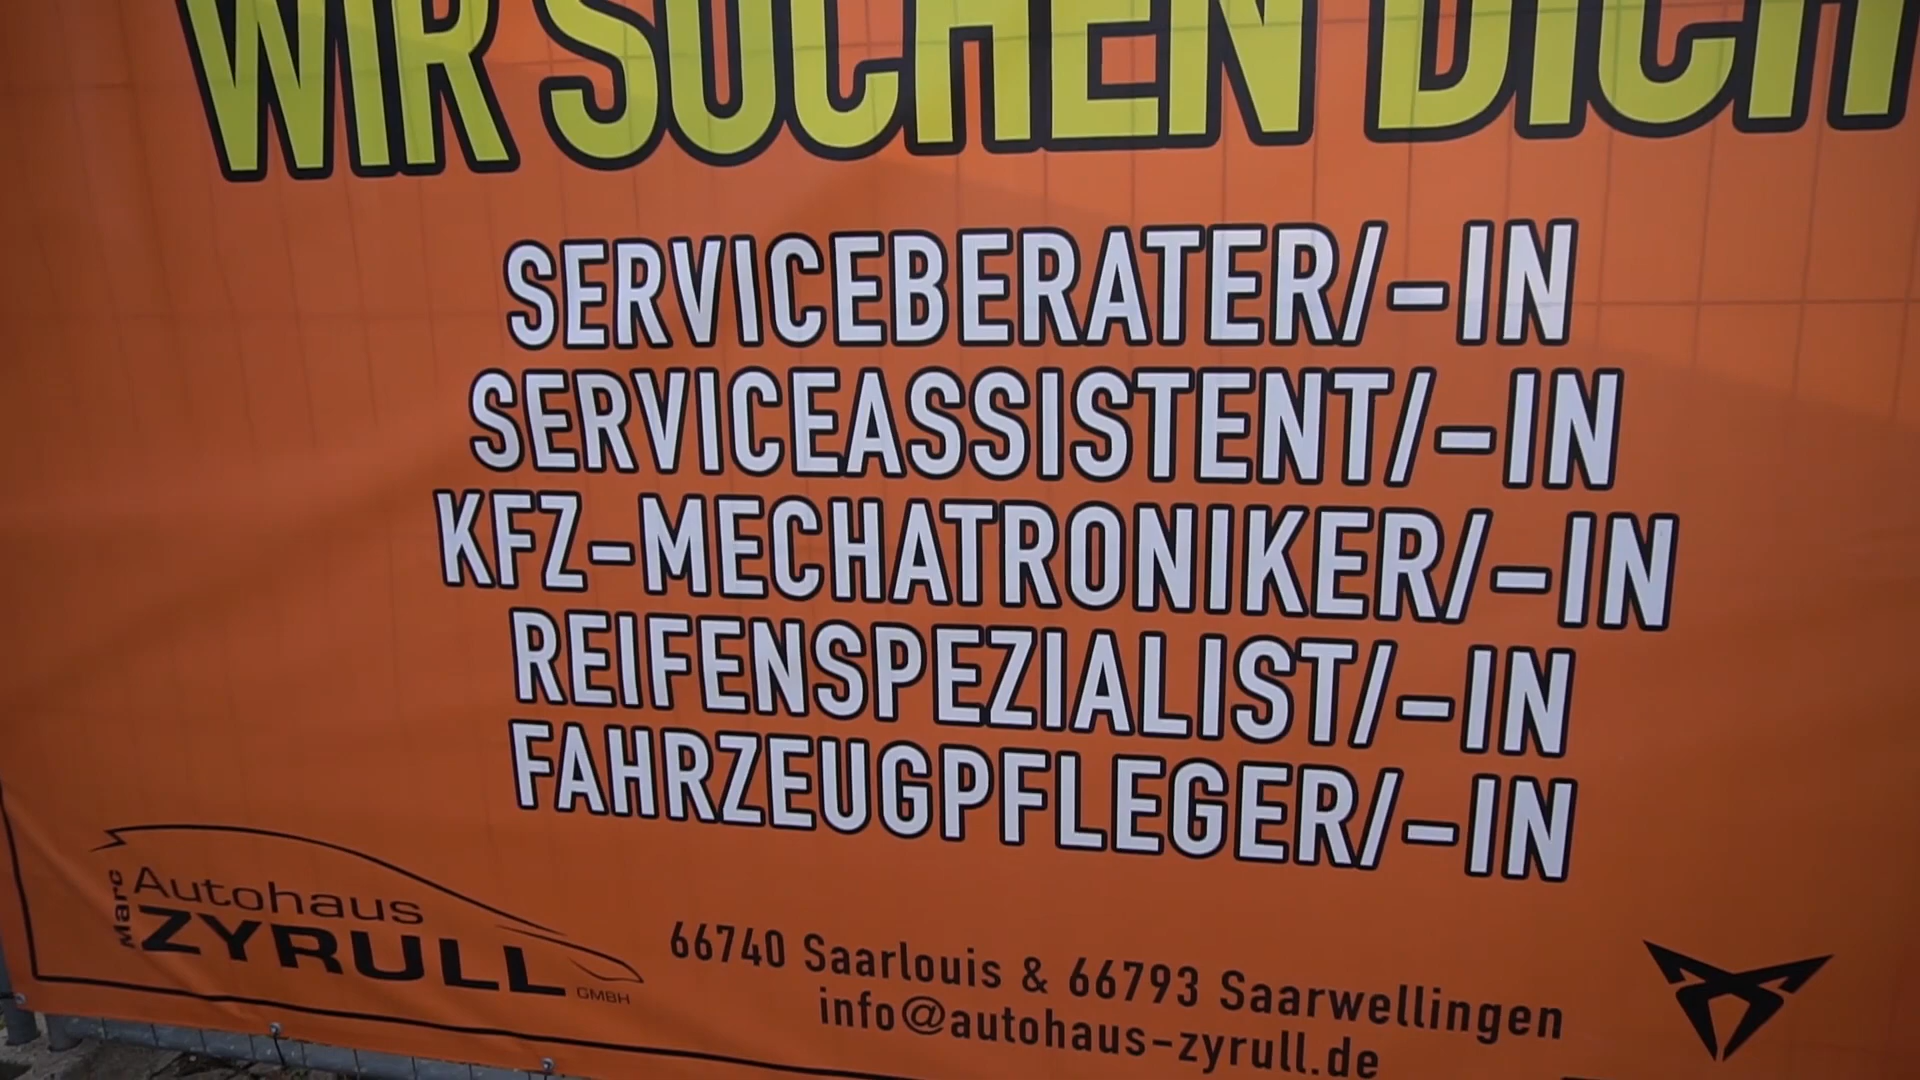 WIR SUCHEN DICH
SERVICEBERATER/-IN
SERVICEASSISTENT/-IN
KFZ-MECHATRONIKER/-IN
REIFENSPEZIALIST/-IN
FAHRZEUGPFLEGER/-IN
Marc
Autohaus
ZYRULL
GMBH
66740 Saarlouis & 66793 Saarwellingen
info@autohaus-zyrull.de